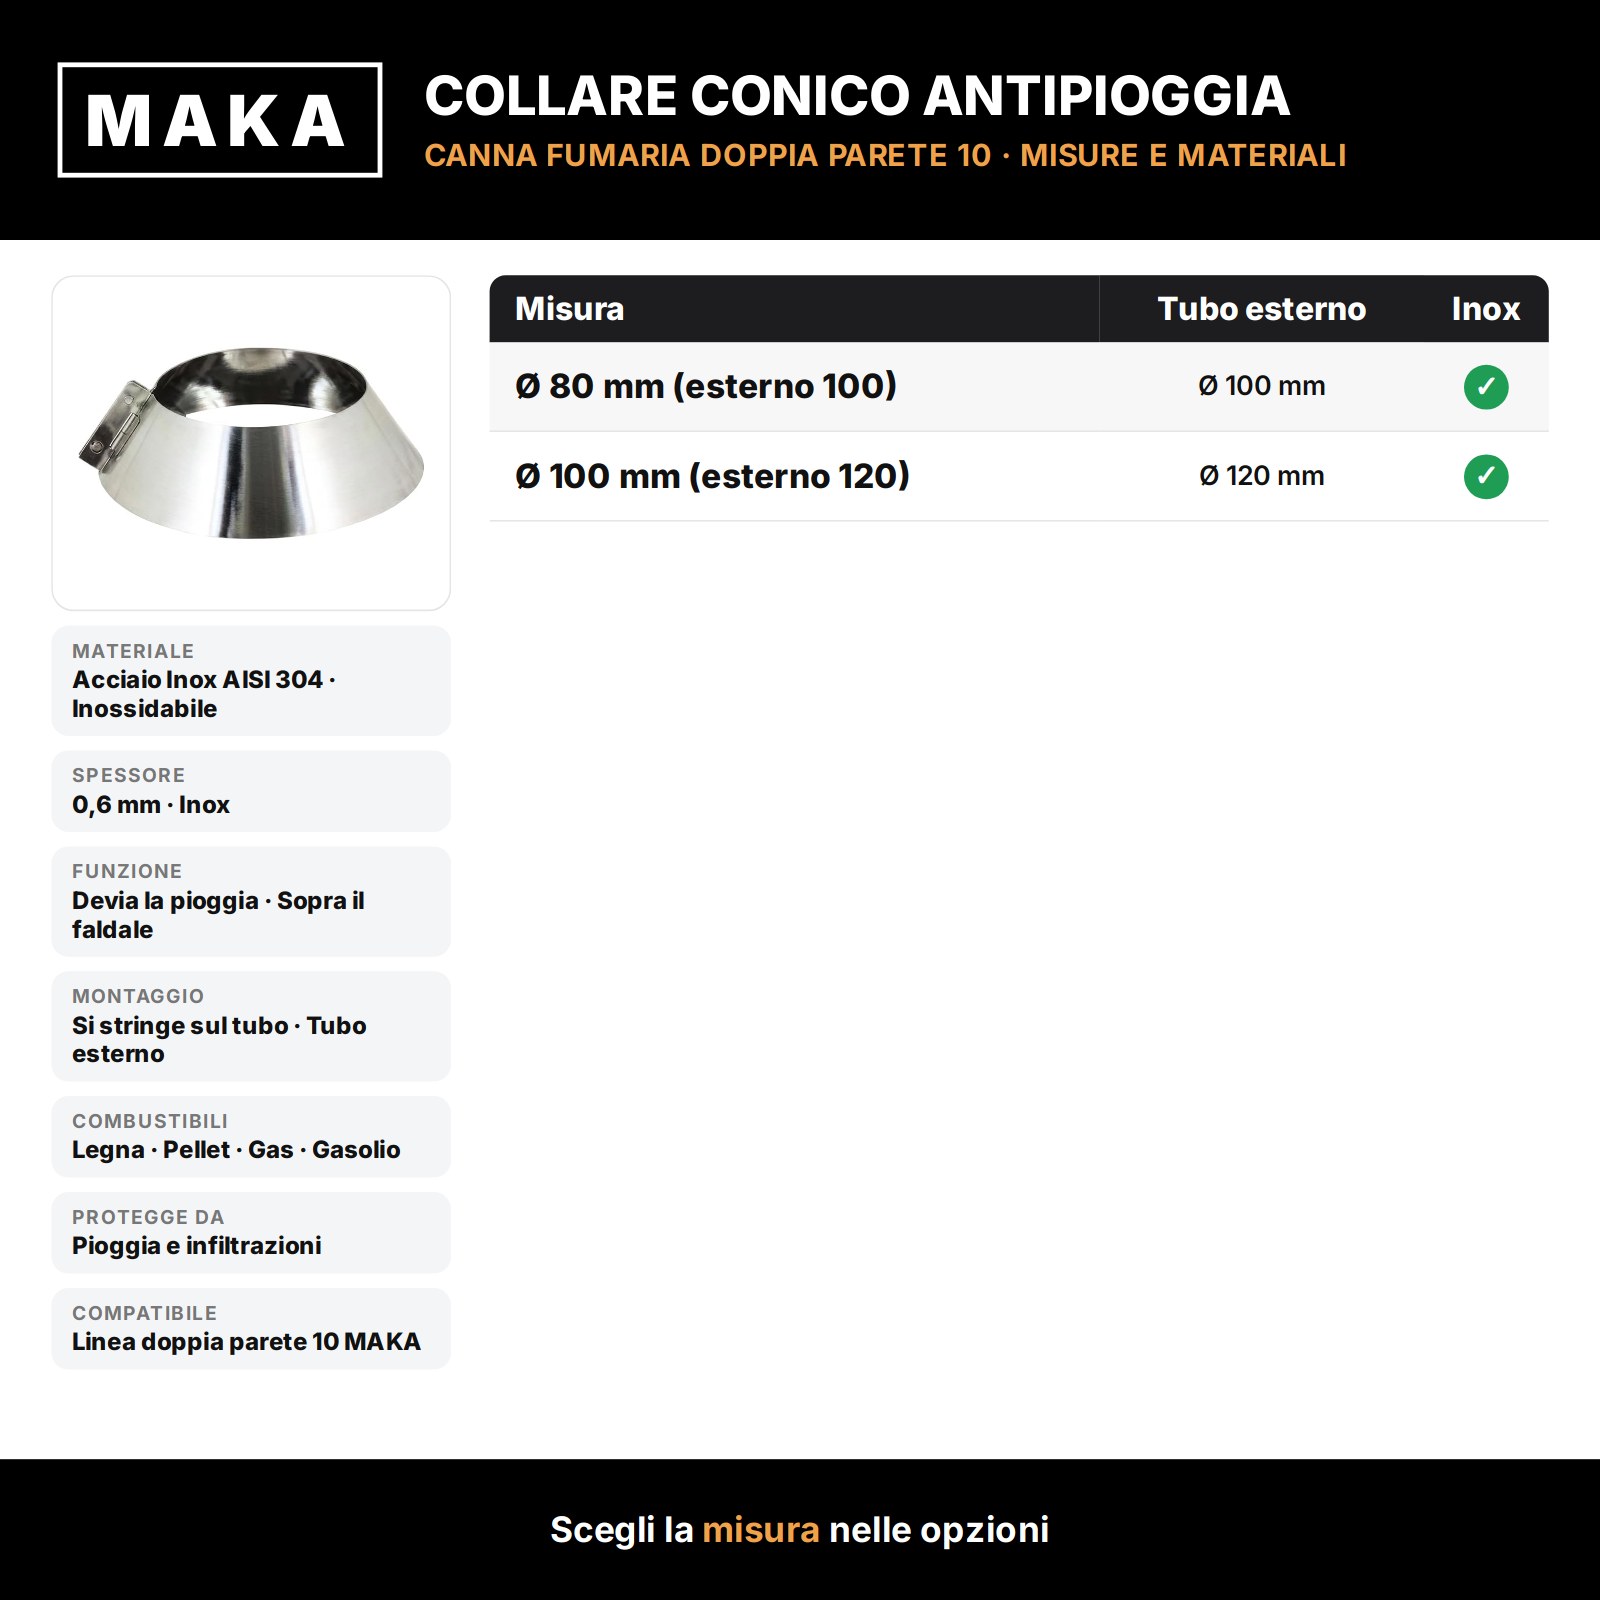 MAKA
COLLARE CONICO ANTIPIOGGIA
CANNA FUMARIA DOPPIA PARETE 10 · MISURE E MATERIALI
Misura Tubo esterno Inox
Ø 80 mm (esterno 100) Ø 100 mm ✓
Ø 100 mm (esterno 120) Ø 120 mm ✓
MATERIALE
Acciaio Inox AISI 304 ·
Inossidabile
SPESSORE
0,6 mm · Inox
FUNZIONE
Devia la pioggia · Sopra il
faldale
MONTAGGIO
Si stringe sul tubo · Tubo
esterno
COMBUSTIBILI
Legna · Pellet · Gas · Gasolio
PROTEGGE DA
Pioggia e infiltrazioni
COMPATIBILE
Linea doppia parete 10 MAKA
Scegli la misura nelle opzioni